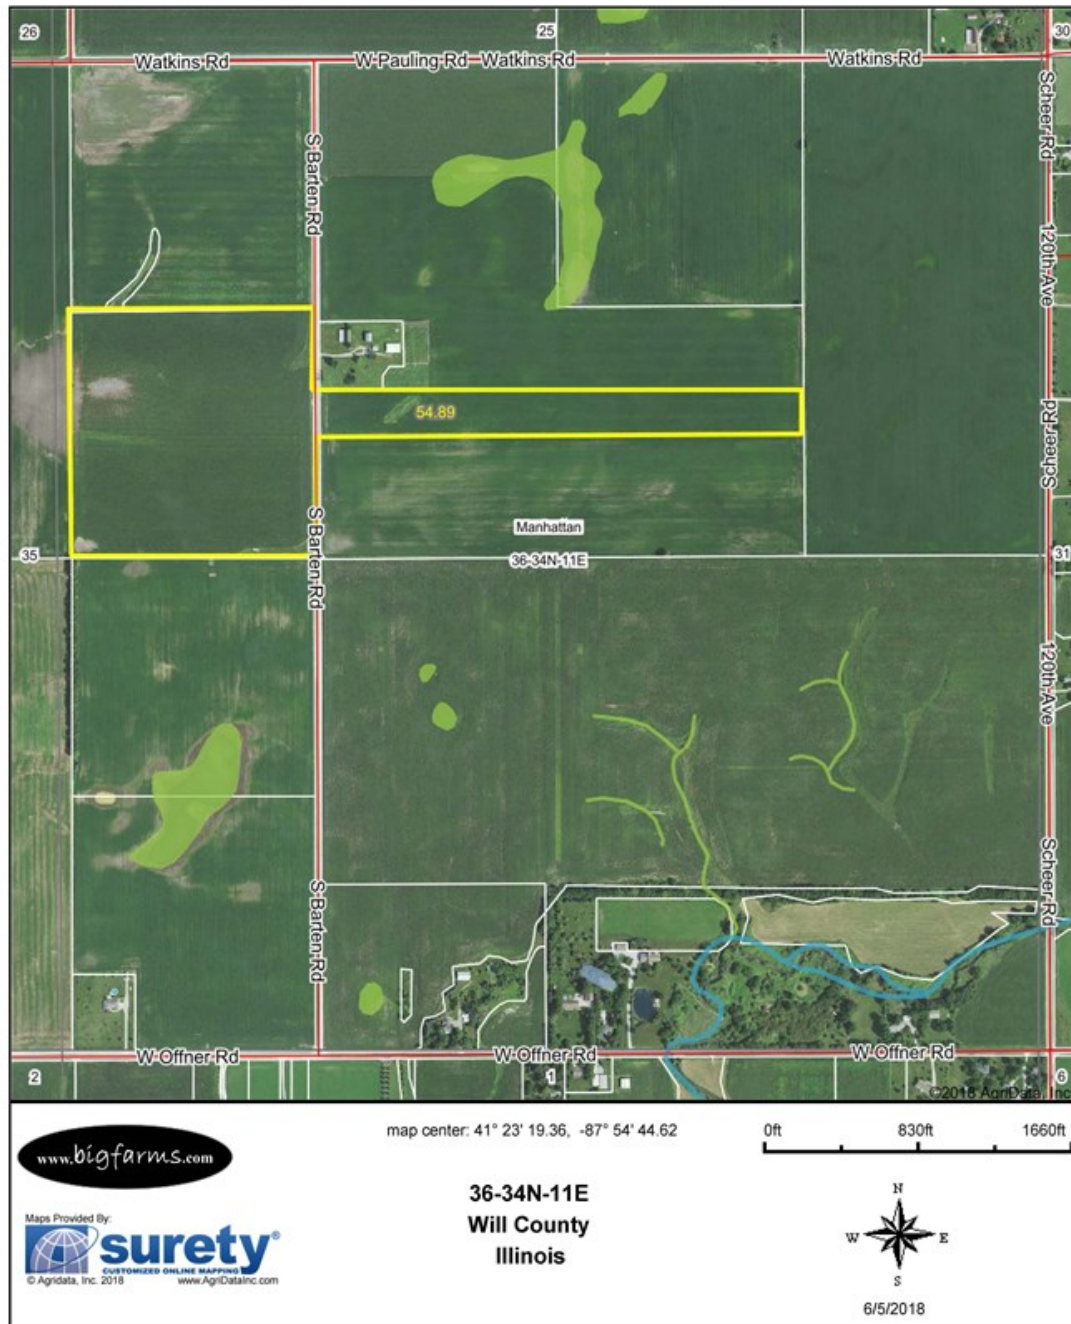 26
25
30
Watkins Rd
W Pauling Rd
Watkins Rd
Watkins Rd
Scheer Rd
S Barten Rd
120th Ave
54.89
Scheer Rd
Manhattan
S Barten Rd
35
36-34N-11E
31
120th Ave
Scheer Rd
S Barten Rd
W Offner Rd
W Offner Rd
W Offner Rd
2
1
6
©2018 AgriData, Inc
www.bigfarms.com
map center: 41° 23' 19.36, -87° 54' 44.62
0ft 830ft 1660ft
36-34N-11E
Will County
Illinois
N
W E
S
6/5/2018
Maps Provided By:
surety®
CUSTOMIZED ONLINE MAPPING
© Agridata, Inc. 2018 www.AgriDataInc.com